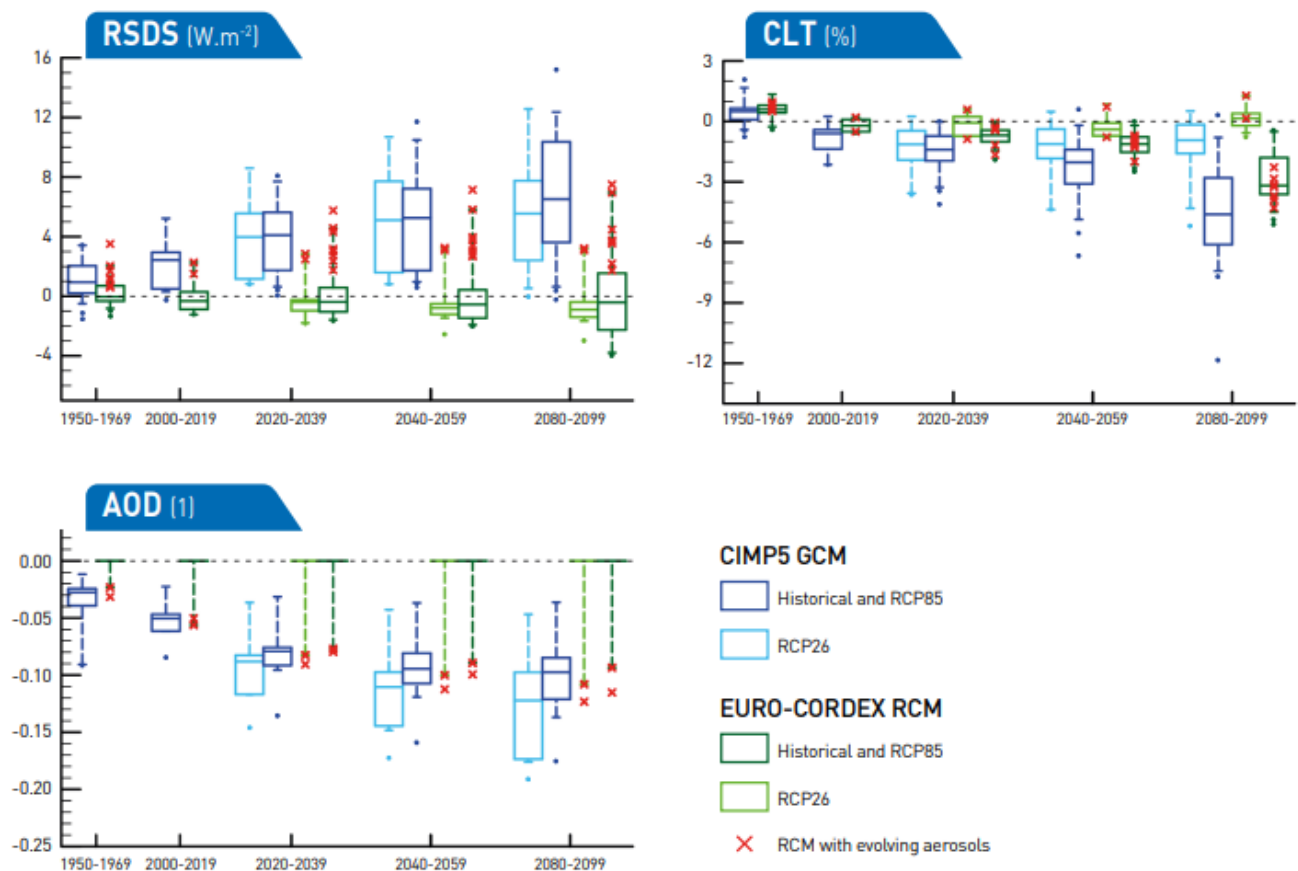 RSDS (W.m-2)
16
12
8
4
0
-4
1950-1969 2000-2019 2020-2039 2040-2059 2080-2099
CLT (%)
3
0
-3
-6
-9
-12
1950-1969 2000-2019 2020-2039 2040-2059 2080-2099
AOD (1)
0.00
-0.05
-0.10
-0.15
-0.20
-0.25
1950-1969 2000-2019 2020-2039 2040-2059 2080-2099
CIMP5 GCM
Historical and RCP85
RCP26
EURO-CORDEX RCM
Historical and RCP85
RCP26
RCM with evolving aerosols